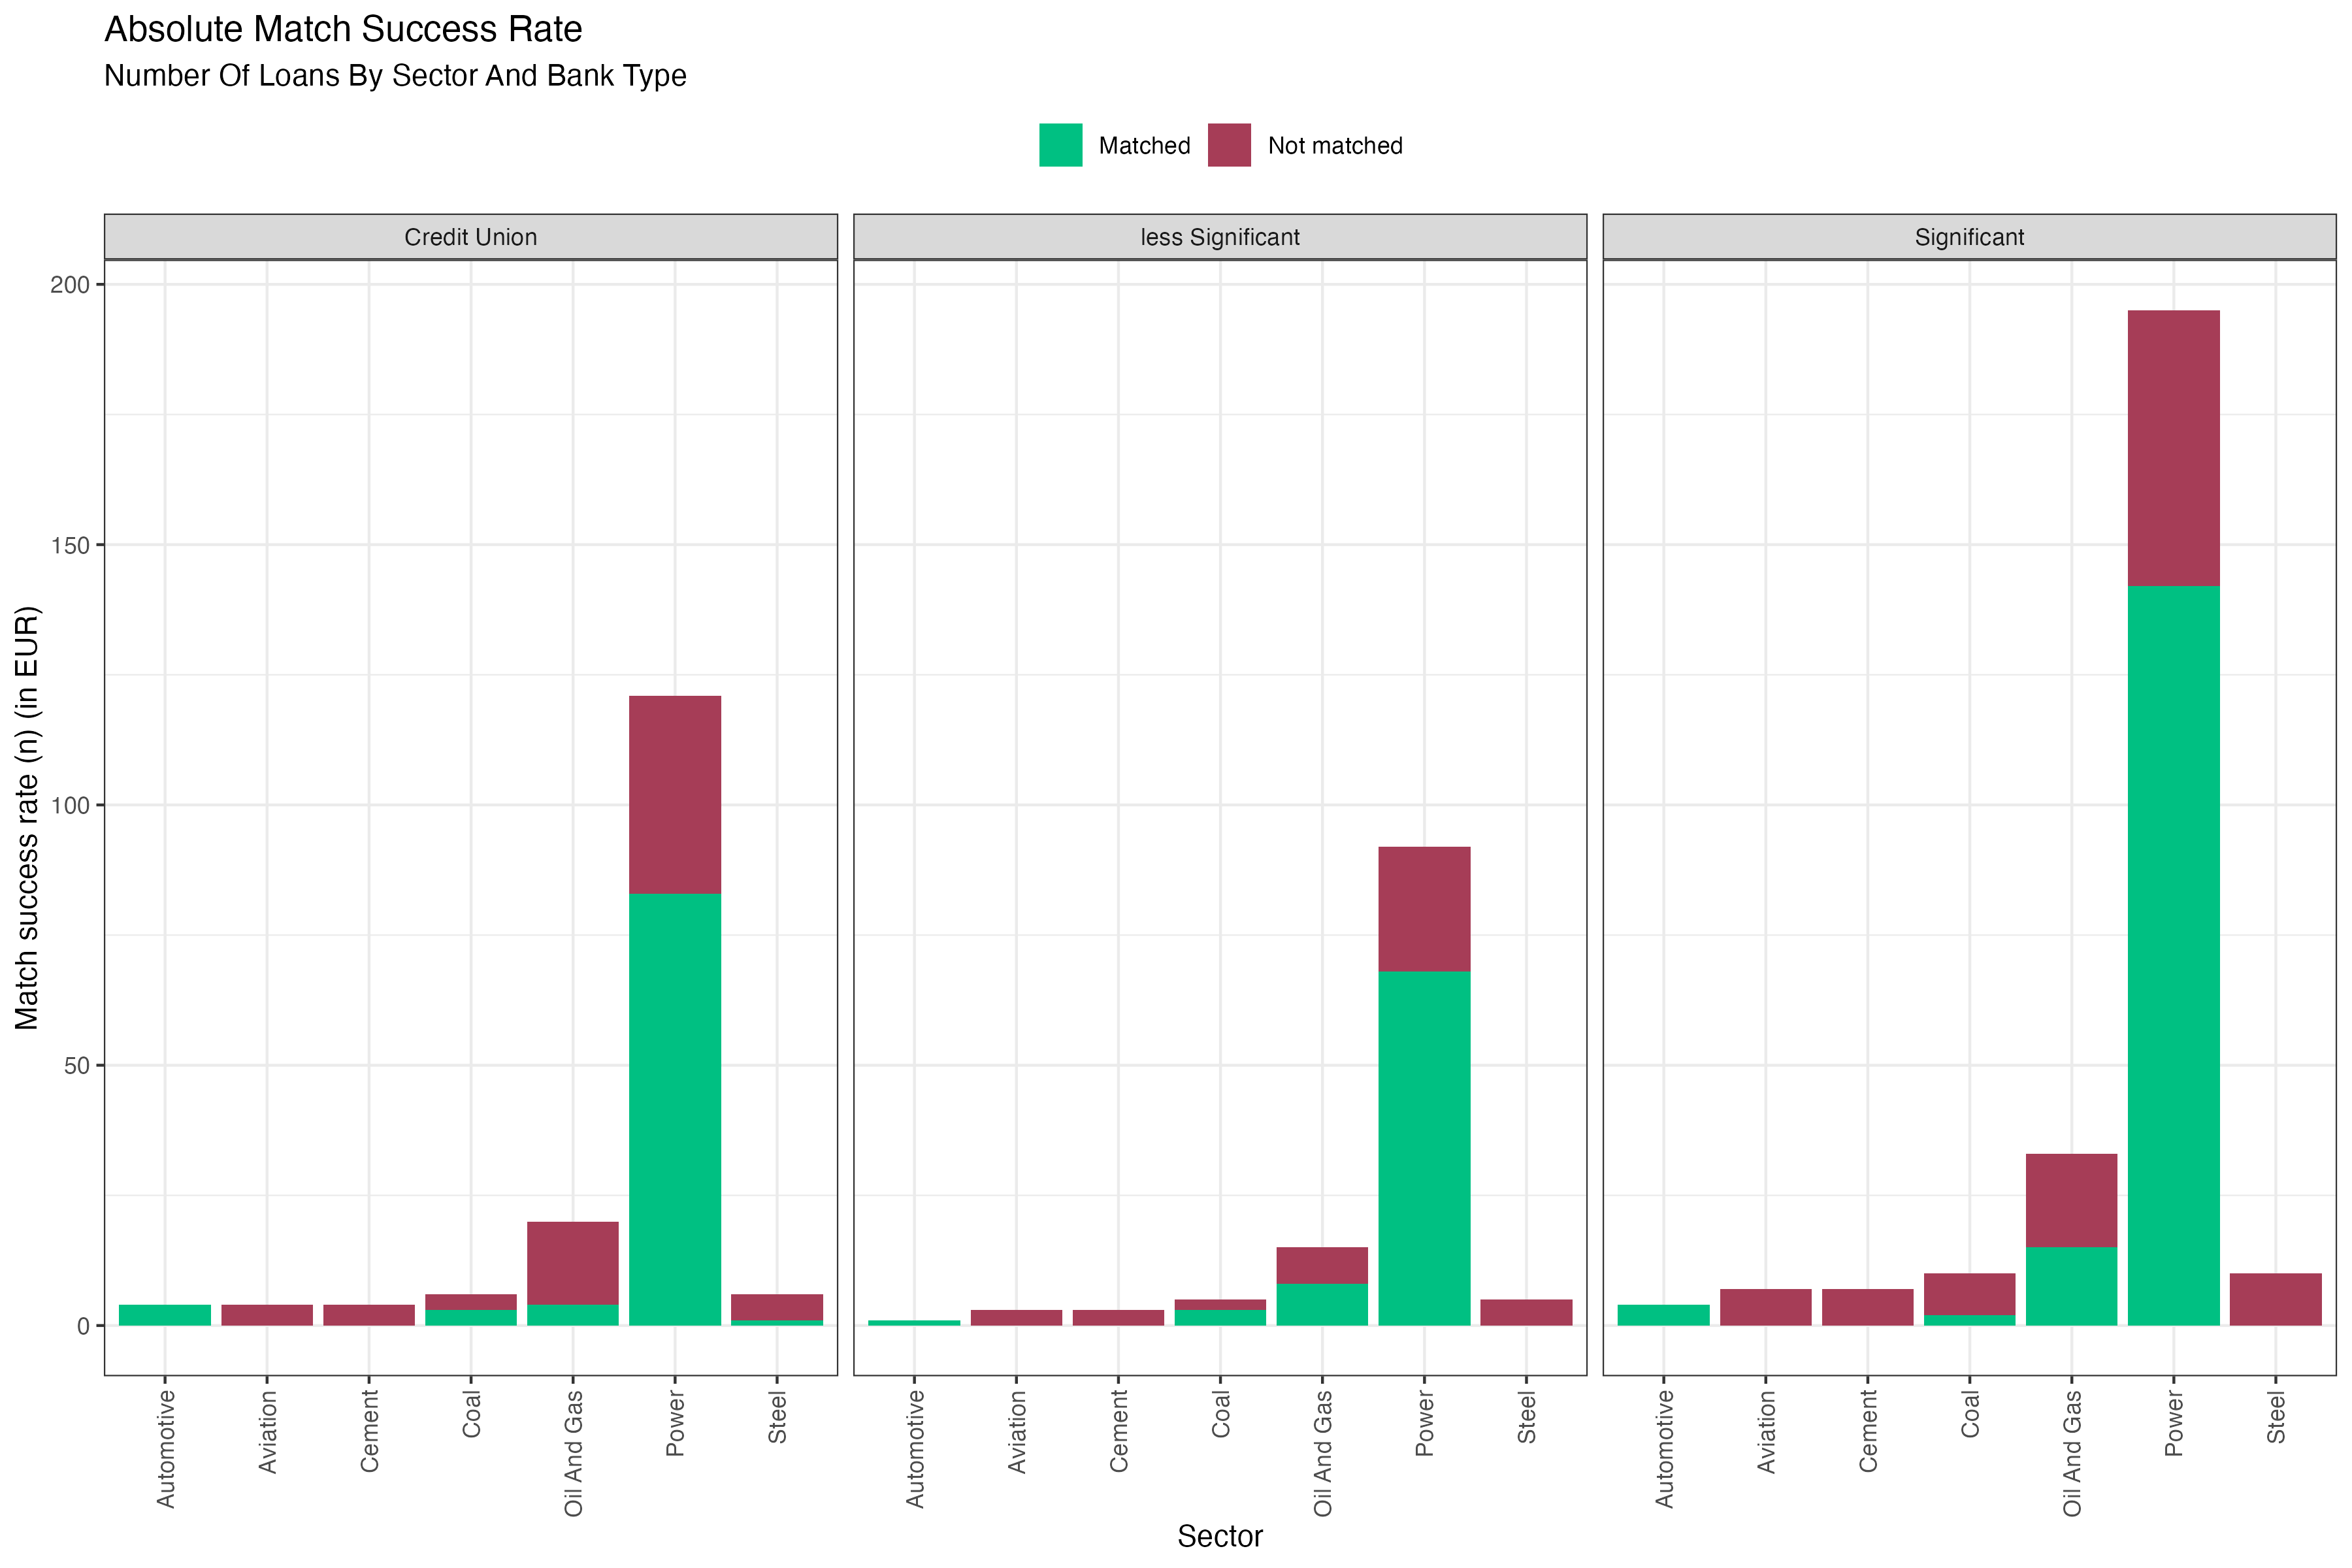 Absolute Match Success Rate
Number Of Loans By Sector And Bank Type
Matched
Not matched
Credit Union
less Significant
Significant
Match success rate (n) (in EUR)
200
150
100
50
0
Automotive
Aviation
Cement
Coal
Oil And Gas
Power
Steel
Automotive
Aviation
Cement
Coal
Oil And Gas
Power
Steel
Automotive
Aviation
Cement
Coal
Oil And Gas
Power
Steel
Sector